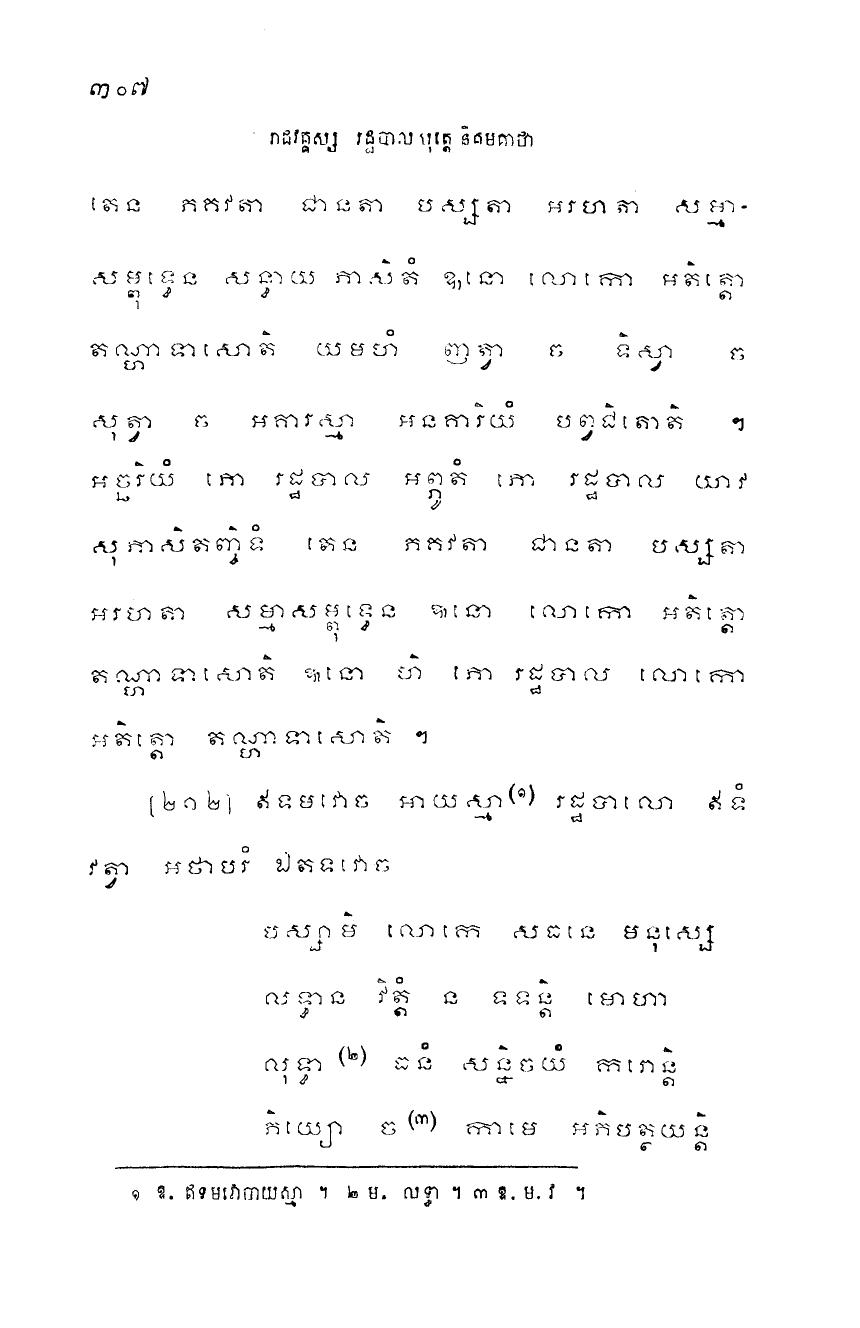 ៣០៧
រាជវគ្គស្ស រដ្ឋបាលសុត្តេ និគមគាថា
តេន ភគវតា ជានតា បស្សតា អរហតា សម្មា-
សម្ពុទ្ធេន សន្ធាយ ភាសិតំ ឩនោ លោកោ អតិត្តោ
តណ្ហាទាសោតិ យមហំ ញត្វា ច ទិស្វា ច
សុត្វា ច អគារស្មា អនគារិយំ បព្វជិតោតិ ។
អច្ឆរិយំ ភោ រដ្ឋបាល អព្ភូតំ ភោ រដ្ឋបាល យាវ
សុភាសិតញ្ចិទំ តេន ភគវតា ជានតា បស្សតា
អរហតា សម្មាសម្ពុទ្ធេន ឩនោ លោកោ អតិត្តោ
តណ្ហាទាសោតិ ឩនោ ហិ ភោ រដ្ឋបាល លោកោ
អតិត្តោ តណ្ហាទាសោតិ ។
[២១២] ឥទមវោច អាយស្មា(១) រដ្ឋបាលោ ឥទំ
វត្វា អថាបរំ ឯតទវោច
បស្សាមិ លោកេ សធនេ មនុស្សេ
លទ្ធាន វិត្តំ ន ទទន្តិ មោហា
លុទ្ធា (២) ធនំ សន្និចយំ ករោន្តិ
ភិយ្យោ ច(៣) កាមេ អភិបត្ថយន្តិ
១ ឱ. ឥទមវោបាយស្មា ។ ២ ម. លទ្ធា ។ ៣ ឱ. ម. វ ។